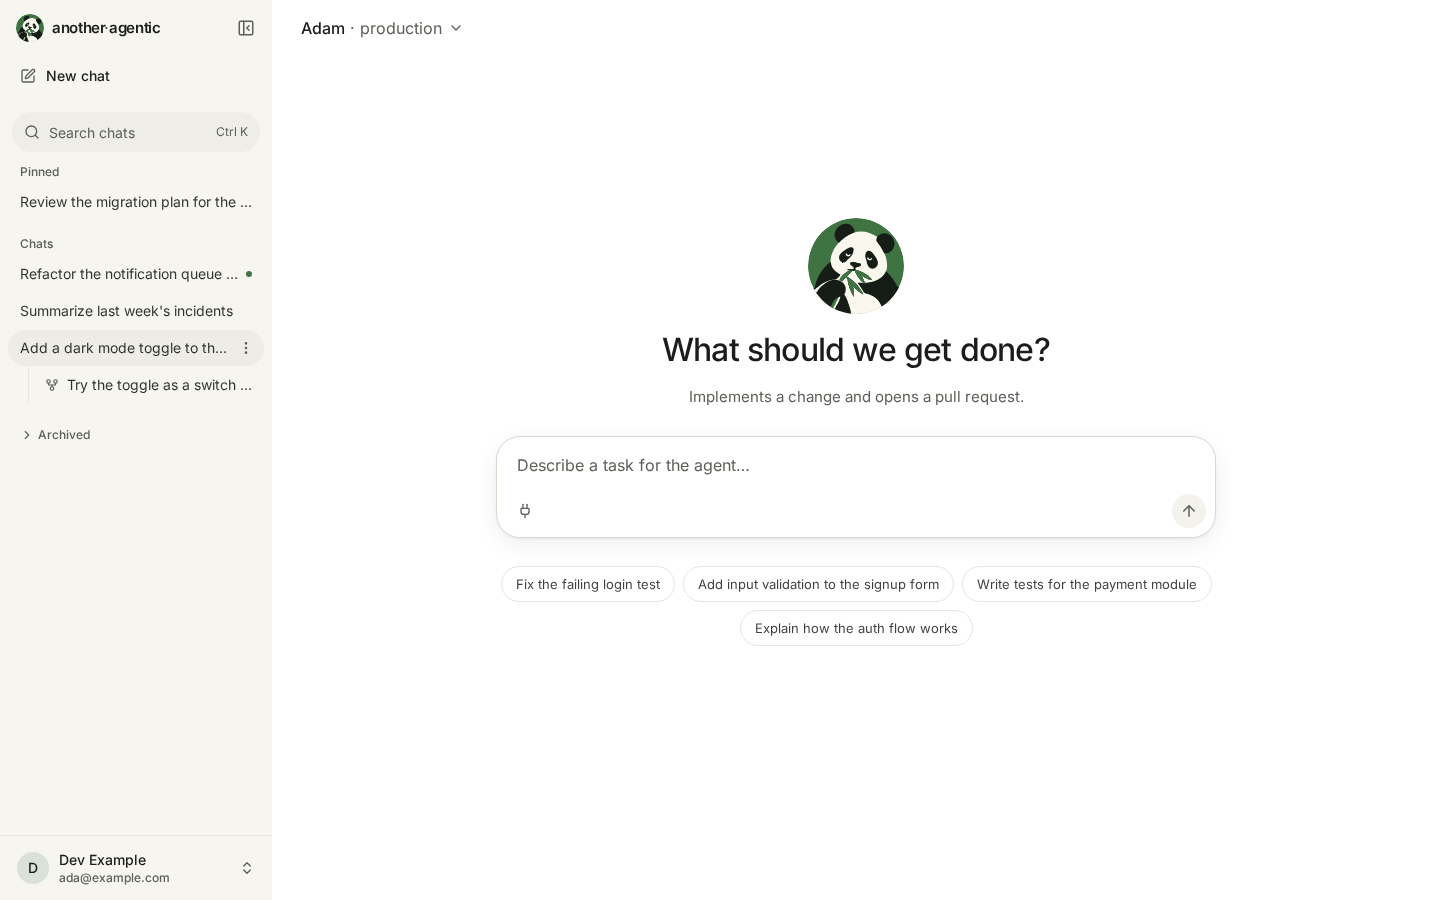 another·agentic
New chat
Search chats
Ctrl K
Pinned
Review the migration plan for the ...
Chats
Refactor the notification queue ...
Summarize last week's incidents
Add a dark mode toggle to th...
Try the toggle as a switch ...
Archived
D
Dev Example
ada@example.com
Adam · production
What should we get done?
Implements a change and opens a pull request.
Describe a task for the agent...
Fix the failing login test
Add input validation to the signup form
Write tests for the payment module
Explain how the auth flow works